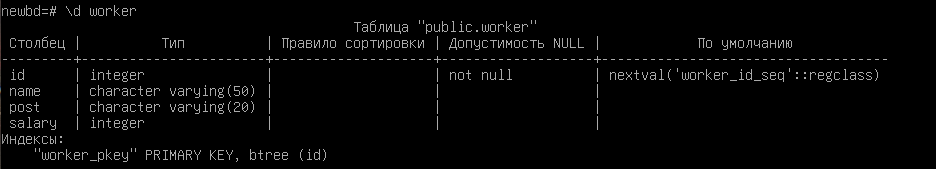 newbd=# \d worker
Таблица "public.worker"
Столбец | Тип | Правило сортировки | Допустимость NULL | По умолчанию
---------+-----------------------+--------------------+-------------------+------------------------------------
id | integer | | not null | nextval('worker_id_seq'::regclass)
name | character varying(50) | | |
post | character varying(20) | | |
salary | integer | | |
Индексы:
"worker_pkey" PRIMARY KEY, btree (id)